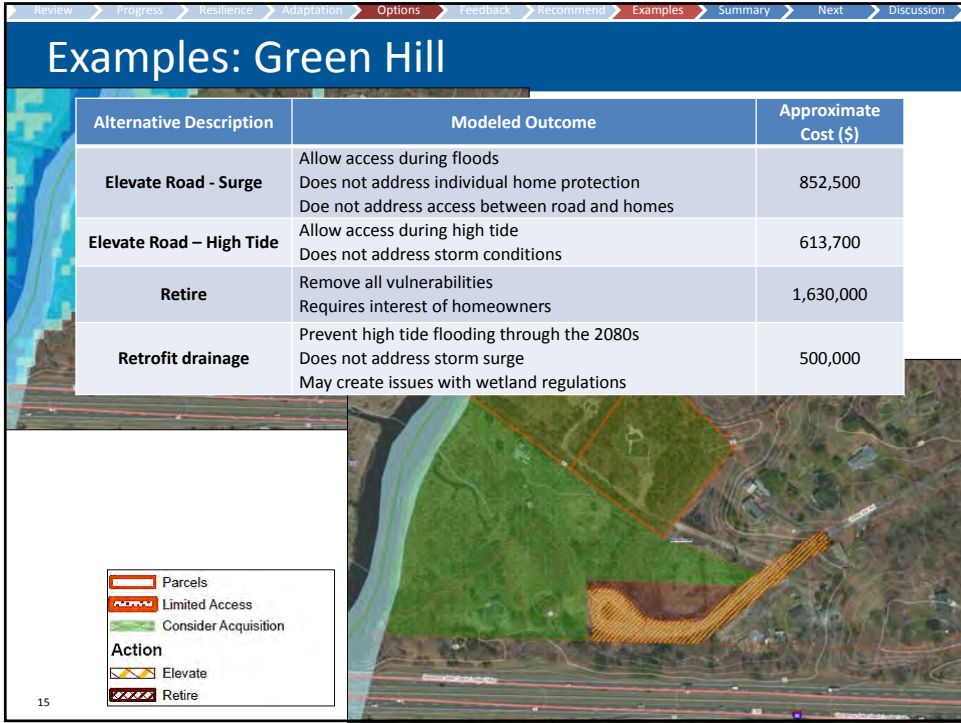 Review Progress Resilience Adaptation Options Feedback Recommend Examples Summary Next Discussion
Examples: Green Hill
Alternative Description Modeled Outcome Approximate Cost ($)
Elevate Road - Surge
Allow access during floods
Does not address individual home protection
Doe not address access between road and homes
852,500
Elevate Road – High Tide
Allow access during high tide
Does not address storm conditions
613,700
Retire
Remove all vulnerabilities
Requires interest of homeowners
1,630,000
Retrofit drainage
Prevent high tide flooding through the 2080s
Does not address storm surge
May create issues with wetland regulations
500,000
Parcels
Limited Access
Consider Acquisition
Action
Elevate
Retire
15